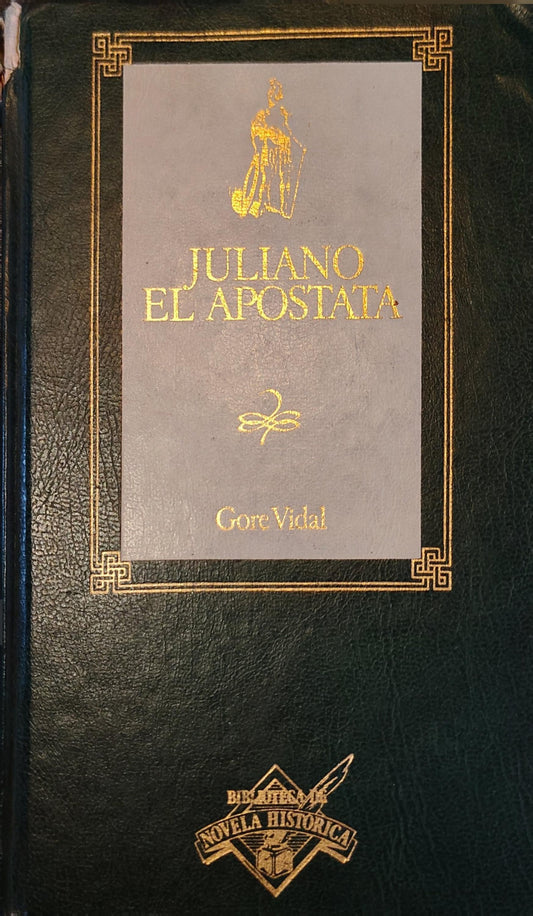 JULIANO
EL APOSTATA
Gore Vidal
BIBLIOTECA DE
NOVELA HISTORICA